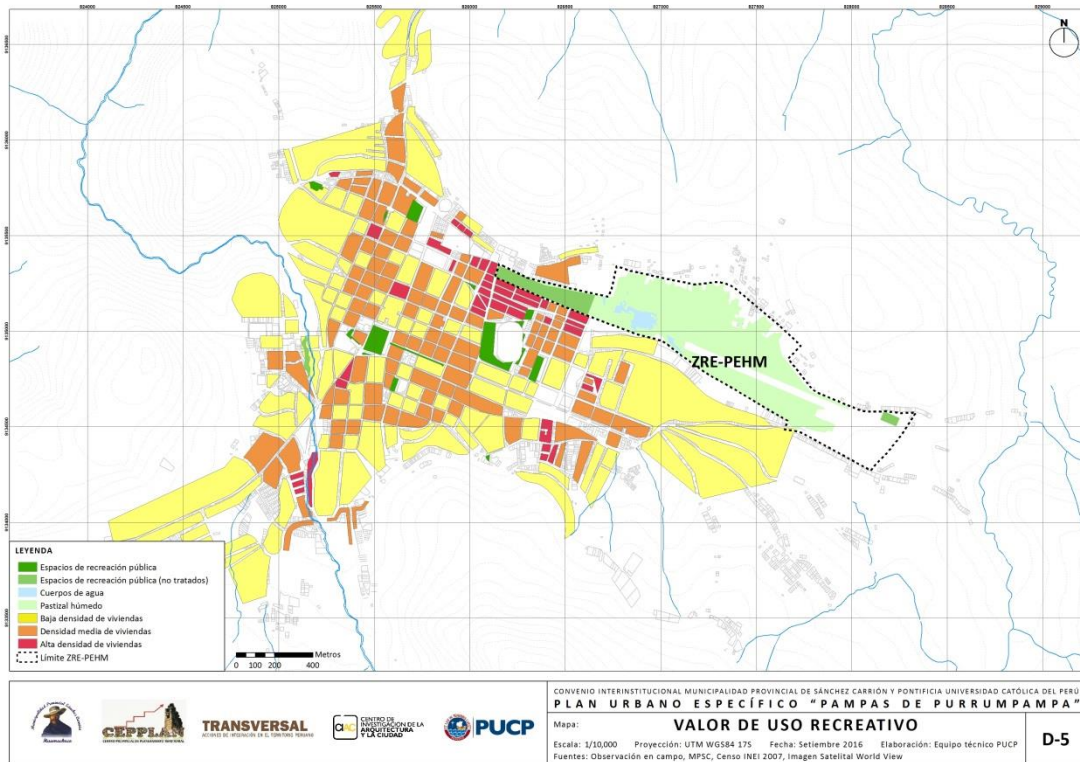 N
ZRE-PEHM
LEYENDA
Espacios de recreación pública
Espacios de recreación pública (no tratados)
Cuerpos de agua
Pastizal húmedo
Baja densidad de viviendas
Densidad media de viviendas
Alta densidad de viviendas
Límite ZRE-PEHM
Metros
0 100 200 400
CEPPLAN
TRANSVERSAL
CIAC
CENTRO DE
INVESTIGACIÓN DE LA
ARQUITECTURA
Y LA CIUDAD
PUCP
CONVENIO INTERINSTITUCIONAL MUNICIPALIDAD PROVINCIAL DE SÁNCHEZ CARRIÓN Y PONTIFICIA UNIVERSIDAD CATÓLICA DEL PERÚ
PLAN URBANO ESPECÍFICO "PAMPAS DE PURRUMPAMPA"
Mapa: VALOR DE USO RECREATIVO
Escala: 1/10,000 Proyección: UTM WGS84 17S Fecha: Setiembre 2016 Elaboración: Equipo técnico PUCP
Fuentes: Observación en campo, MPSC, Censo INEI 2007, Imagen Satelital World View
D-5